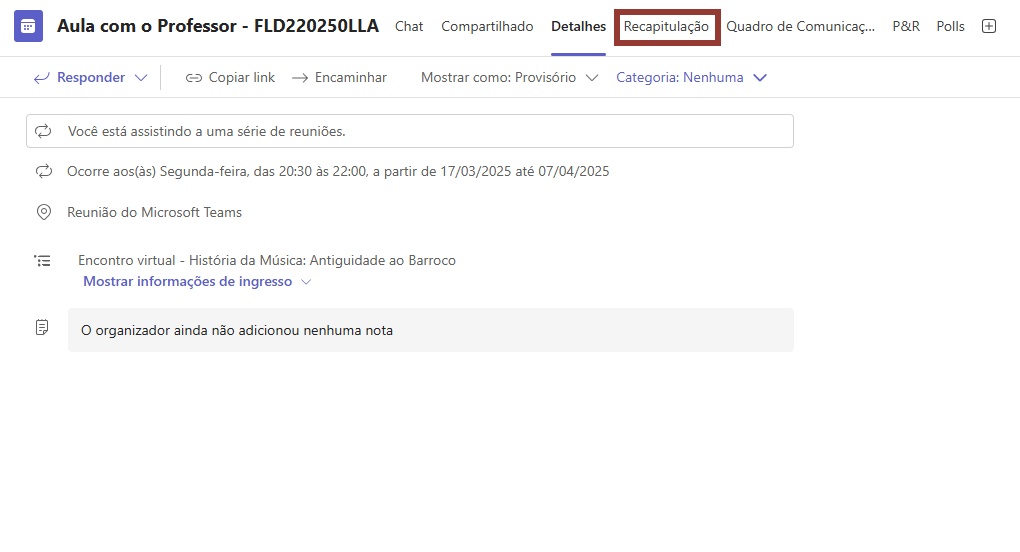 Aula com o Professor - FLD220250LLA Chat Compartilhado Detalhes Recapitulação Quadro de Comunicaç... P&R Polls
Responder Copiar link Encaminhar Mostrar como: Provisório Categoria: Nenhuma
Você está assistindo a uma série de reuniões.
Ocorre aos(às) Segunda-feira, das 20:30 às 22:00, a partir de 17/03/2025 até 07/04/2025
Reunião do Microsoft Teams
Encontro virtual - História da Música: Antiguidade ao Barroco
Mostrar informações de ingresso
O organizador ainda não adicionou nenhuma nota